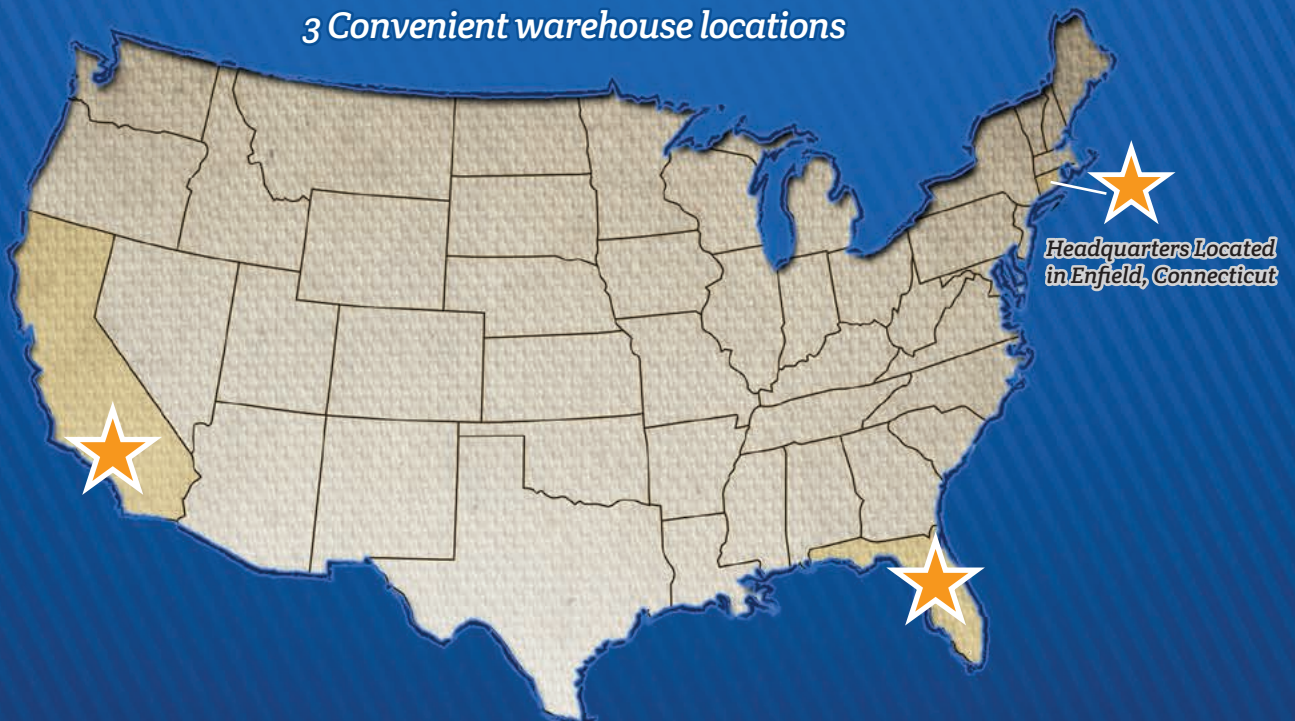 3 Convenient warehouse locations
Headquarters Located
in Enfield, Connecticut